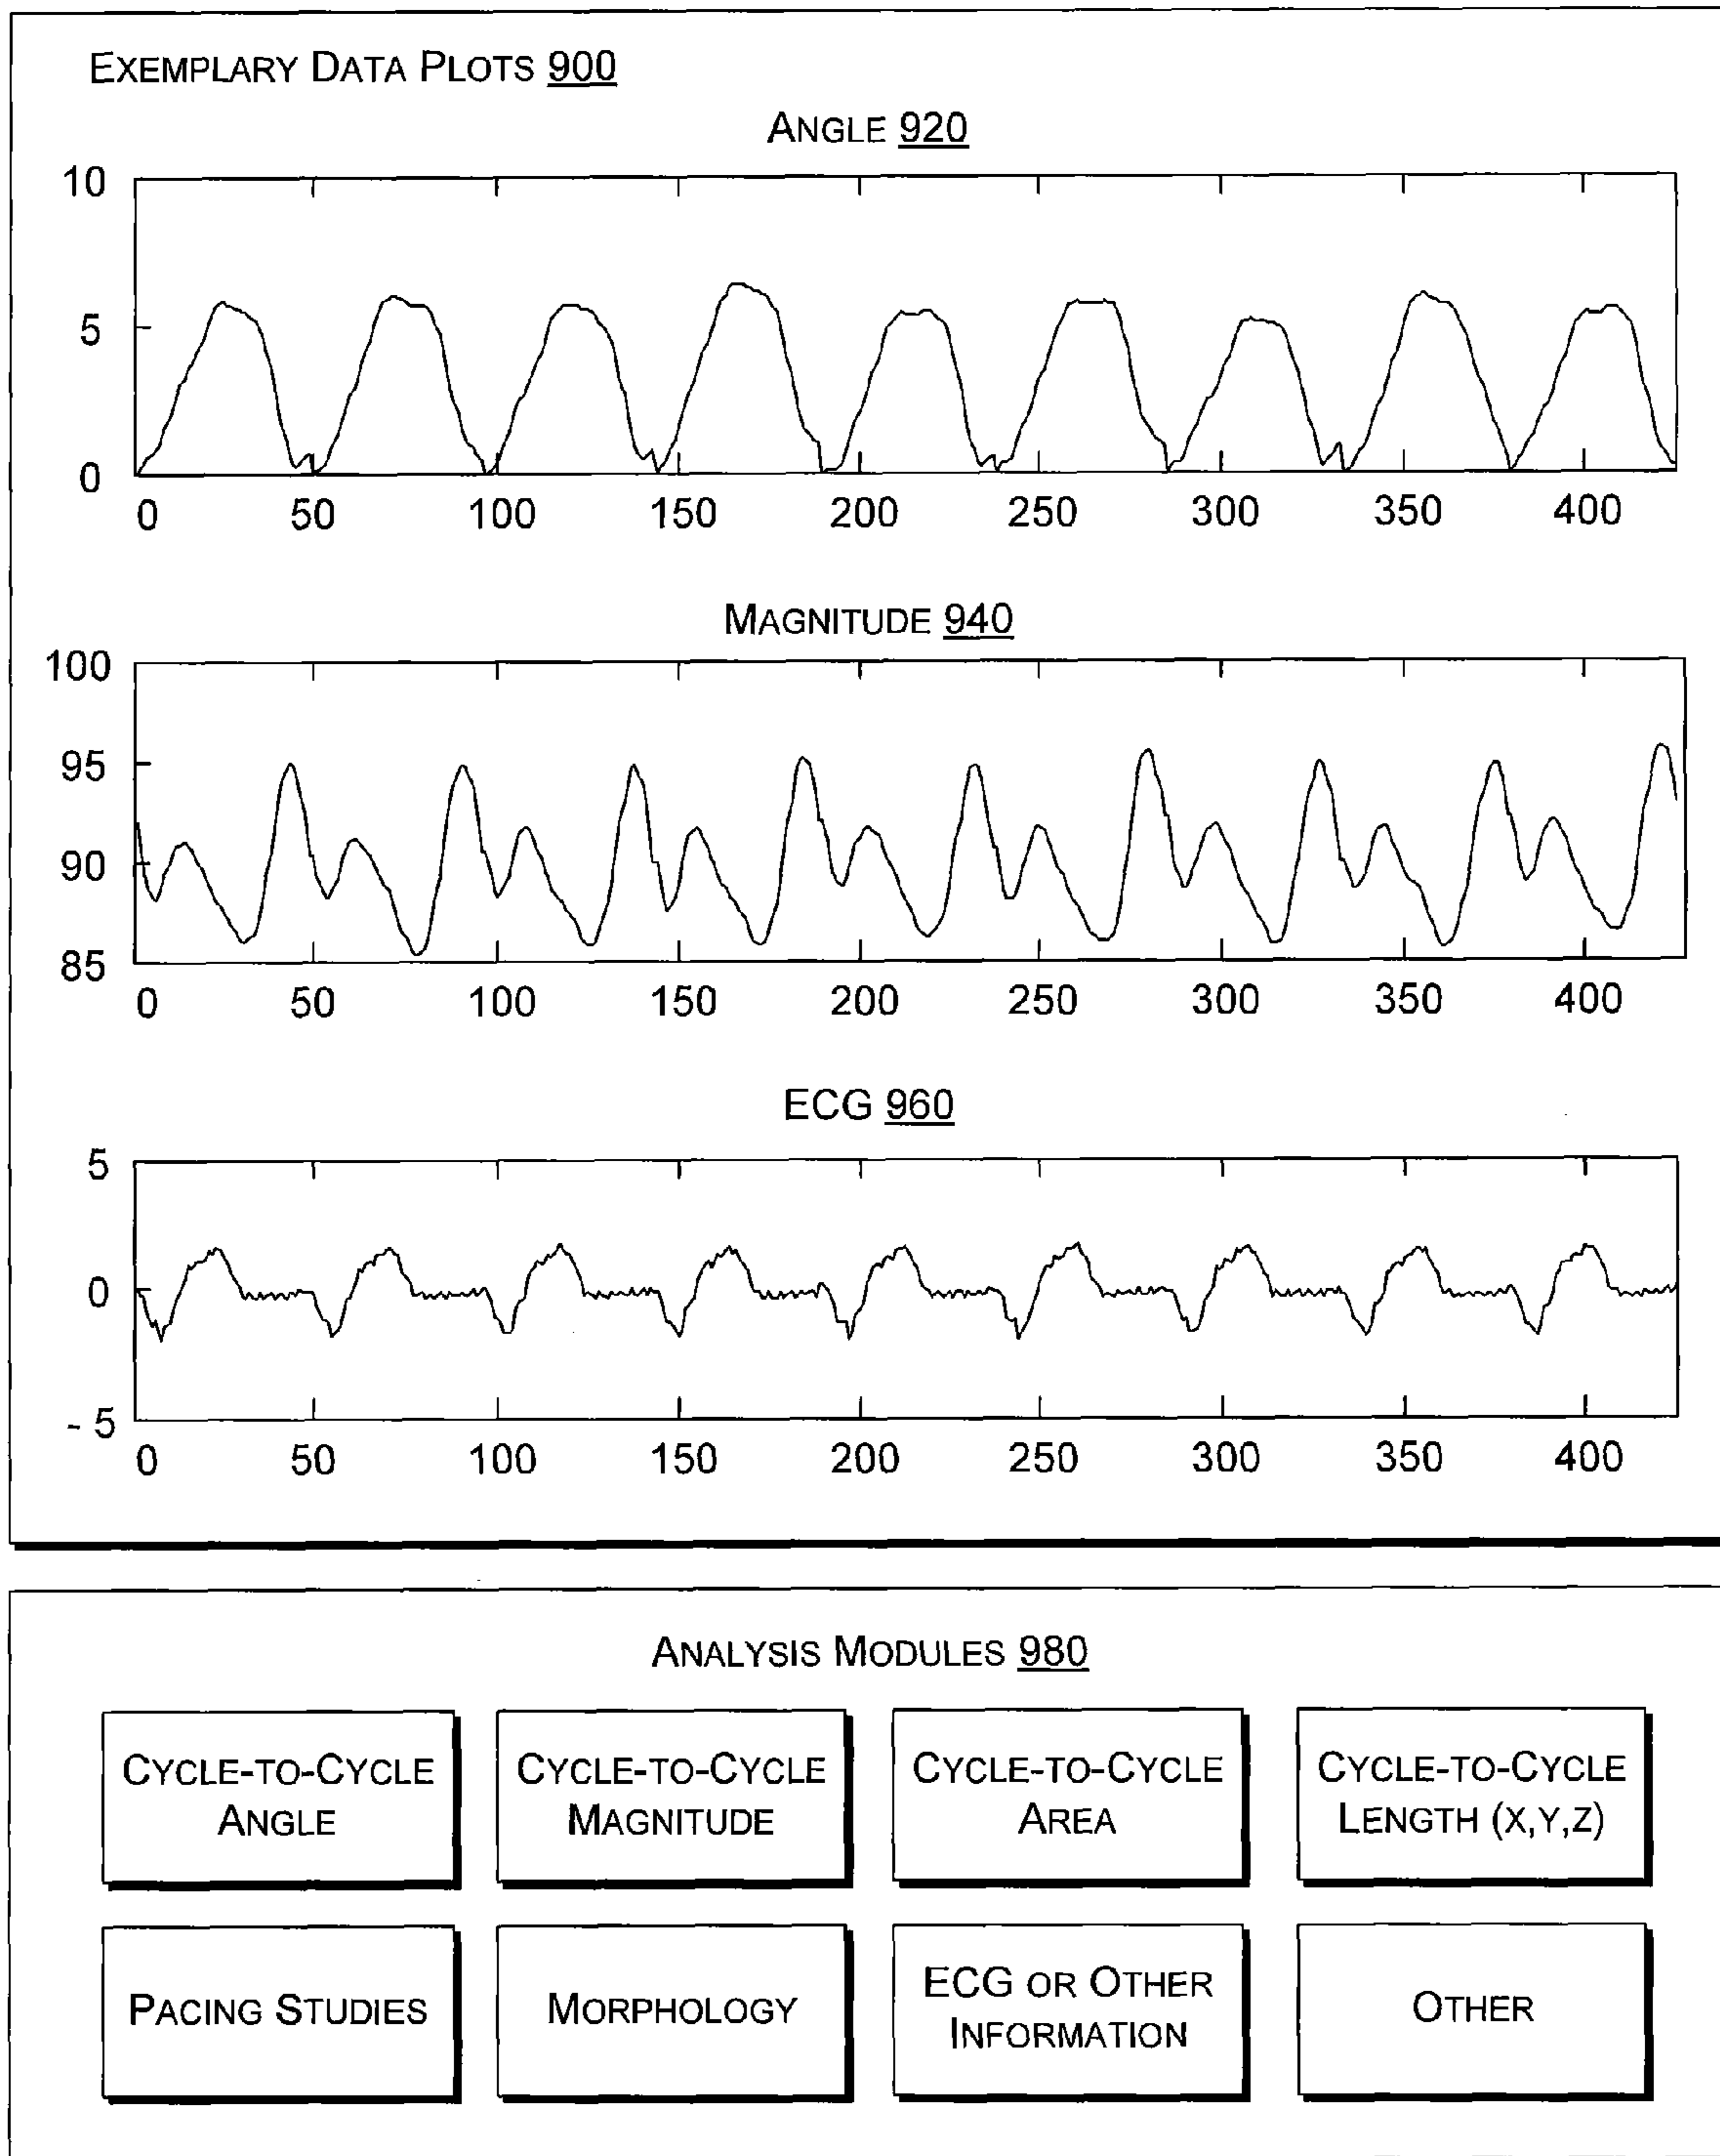 EXEMPLARY DATA PLOTS 900
ANGLE 920
10
5
0
0 50 100 150 200 250 300 350 400
MAGNITUDE 940
100
95
90
85
0 50 100 150 200 250 300 350 400
ECG 960
5
0
- 5
0 50 100 150 200 250 300 350 400
ANALYSIS MODULES 980
CYCLE-TO-CYCLE
ANGLE
CYCLE-TO-CYCLE
MAGNITUDE
CYCLE-TO-CYCLE
AREA
CYCLE-TO-CYCLE
LENGTH (X,Y,Z)
PACING STUDIES
MORPHOLOGY
ECG OR OTHER
INFORMATION
OTHER